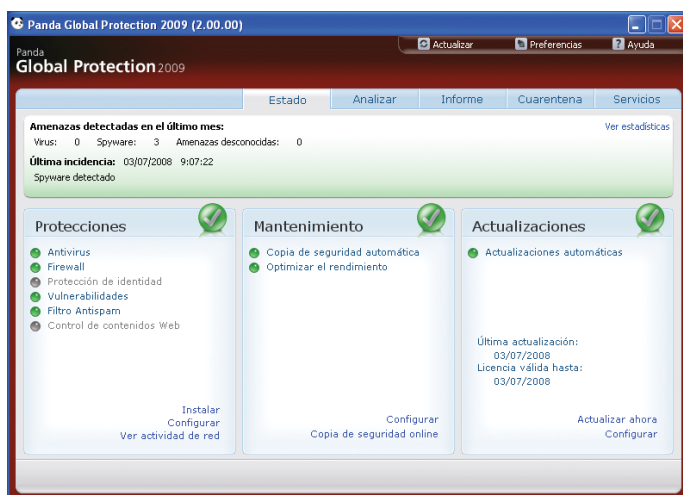 Panda Global Protection 2009 (2.00.00)
Panda
Global Protection 2009
Actualizar Preferencias ? Ayuda
Estado Analizar Informe Cuarentena Servicios
Amenazas detectadas en el último mes: Ver estadísticas
Virus: 0 Spyware: 3 Amenazas desconocidas: 0
Última incidencia: 03/07/2008 9:07:22
Spyware detectado
Protecciones
Antivirus
Firewall
Protección de identidad
Vulnerabilidades
Filtro Antispam
Control de contenidos Web
Instalar
Configurar
Ver actividad de red
Mantenimiento
Copia de seguridad automática
Optimizar el rendimiento
Configurar
Copia de seguridad online
Actualizaciones
Actualizaciones automáticas
Última actualización:
03/07/2008
Licencia válida hasta:
03/07/2008
Actualizar ahora
Configurar